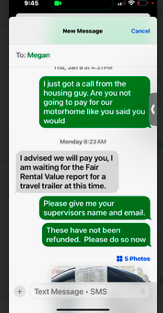 9:45
New Message
Cancel
To: Megan
I just got a call from the
housing guy. Are you not
going to pay for our
motorhome like you said you
would
Monday 8:23 AM
I advised we will pay you, I
am waiting for the Fair
Rental Value report for a
travel trailer at this time.
Please give me your
supervisors name and email.
These have not been
refunded. Please do so now
5 Photos
Text Message • SMS